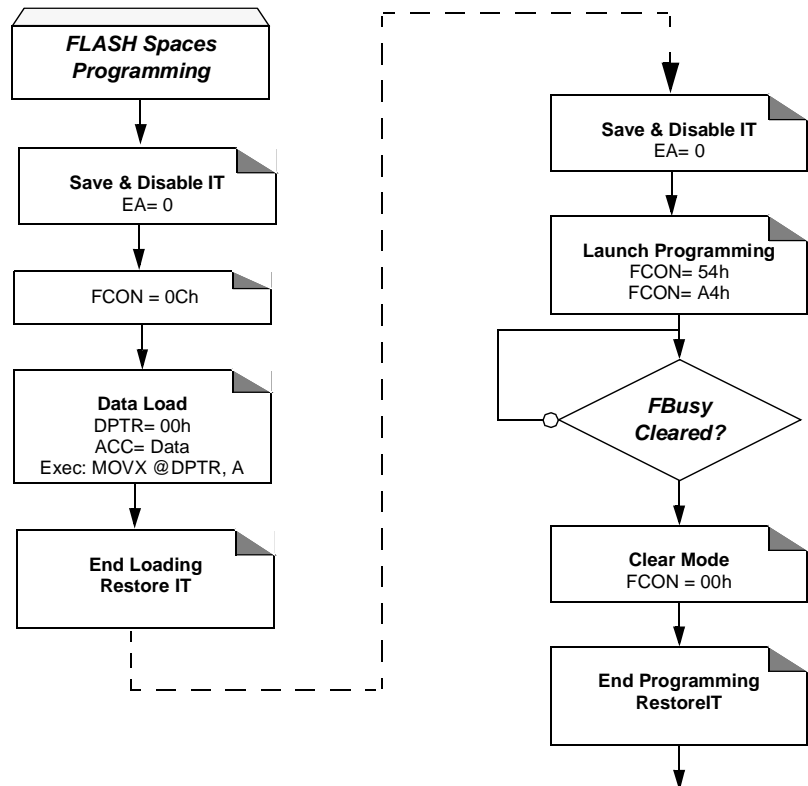 FLASH Spaces
Programming
Save & Disable IT
EA= 0
FCON = 0Ch
Data Load
DPTR= 00h
ACC= Data
Exec: MOVX @DPTR, A
End Loading
Restore IT
Save & Disable IT
EA= 0
Launch Programming
FCON= 54h
FCON= A4h
FBusy
Cleared?
Clear Mode
FCON = 00h
End Programming
RestoreIT